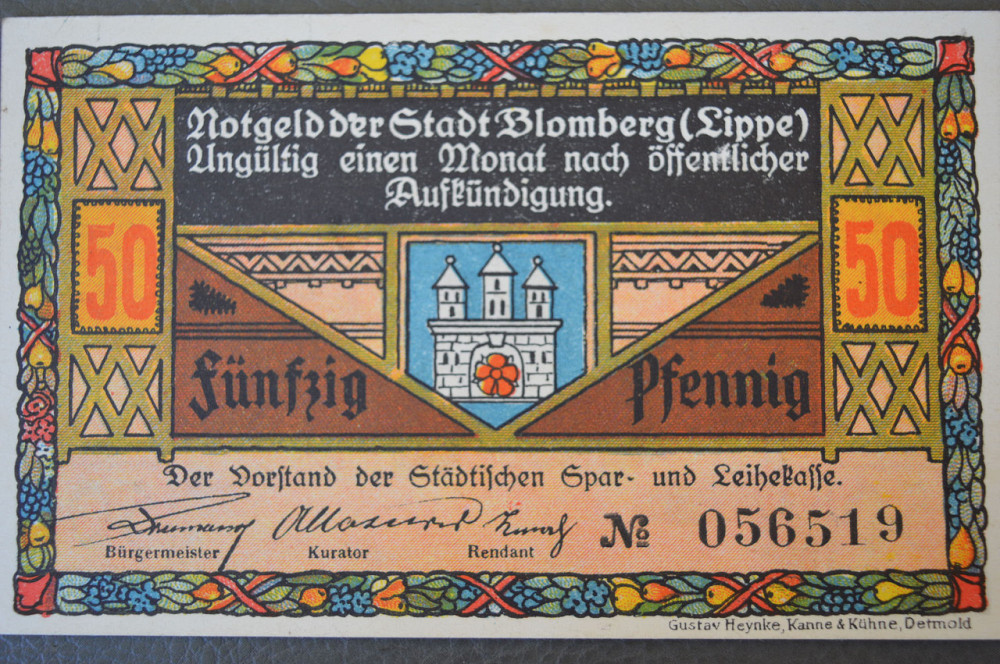 Notgeld der Stadt Blomberg (Lippe)
Ungültig einen Monat nach öffentlicher
Aufkündigung.
50
50
Fünfzig
Pfennig
Der Vorstand der Städtischen Spar- und Leihekasse.
Bürgermeister
Kurator
Rendant
№ 056519
Gustav Heynke, Kanne & Kühne, Detmold